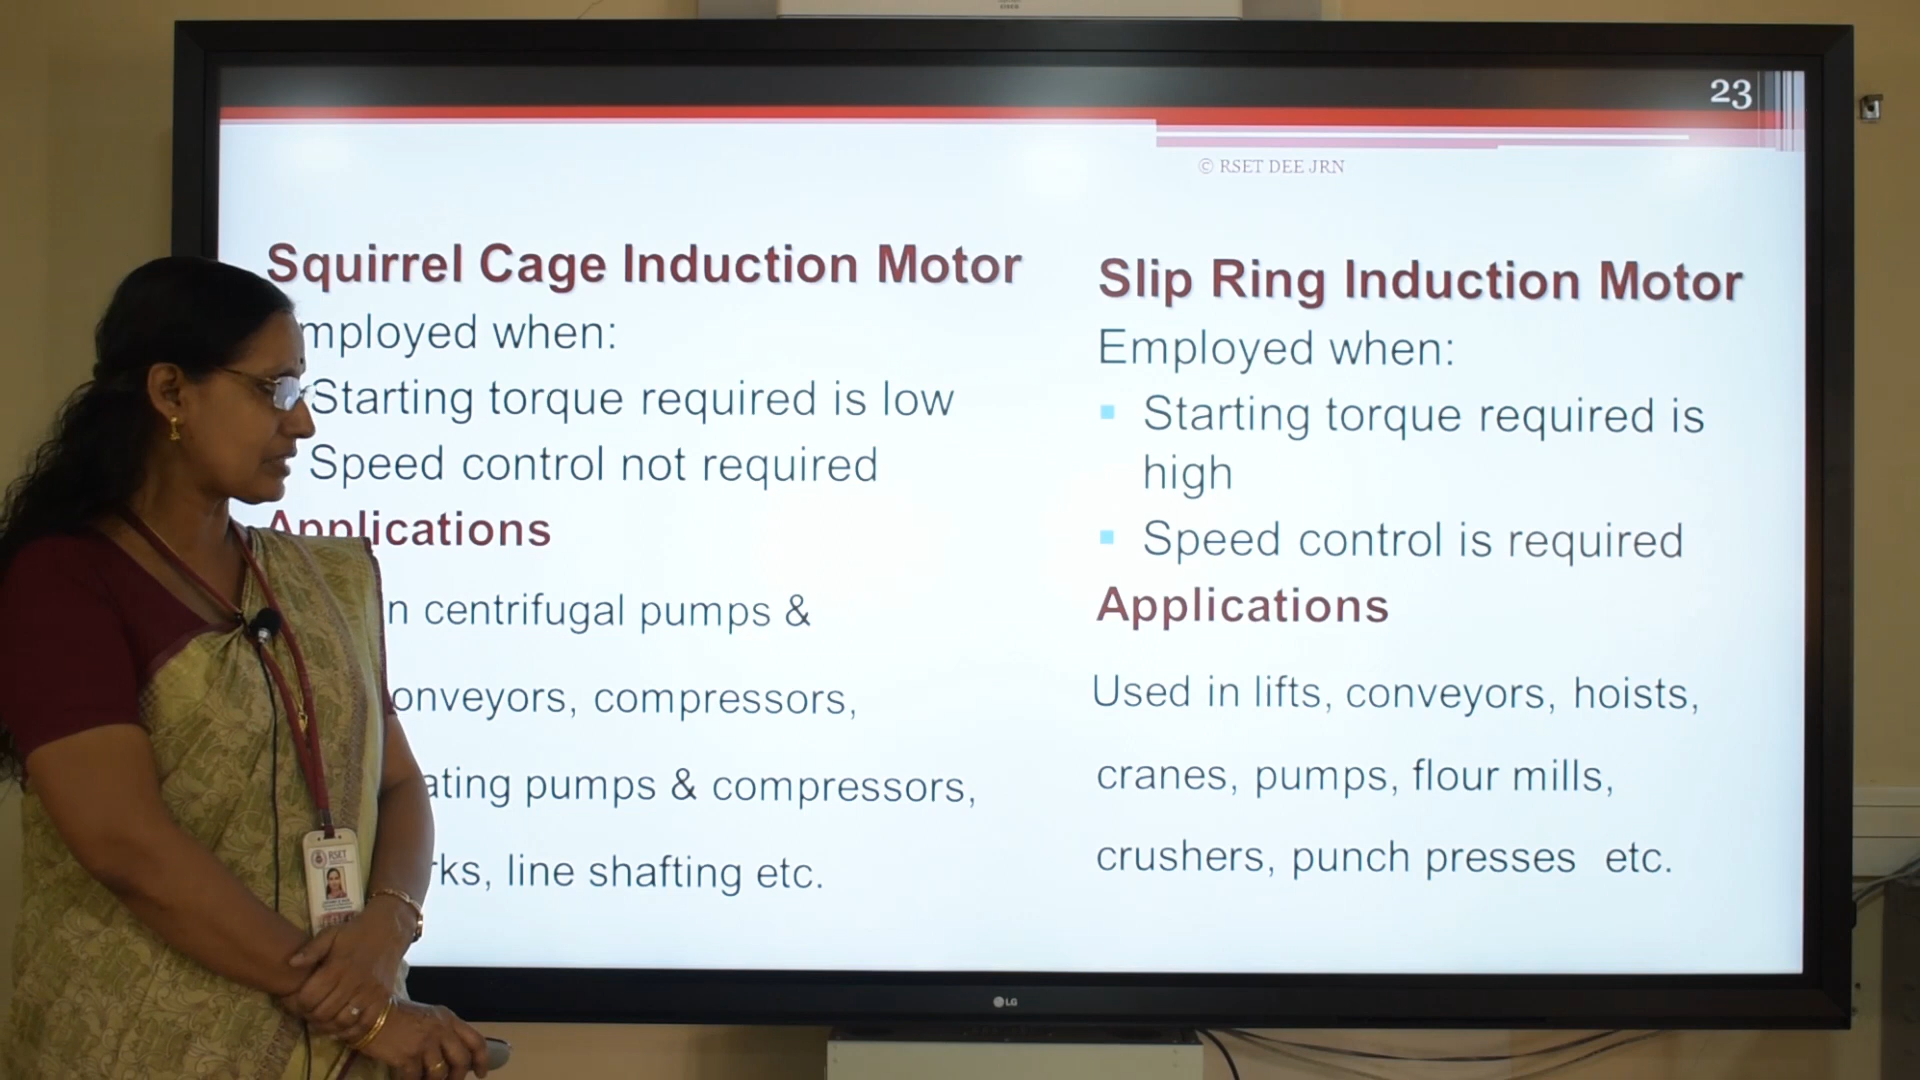 23
© RSET DEE JRN
Squirrel Cage Induction Motor
mployed when:
Starting torque required is low
Speed control not required
Applications
n centrifugal pumps &
onveyors, compressors,
ating pumps & compressors,
rks, line shafting etc.
Slip Ring Induction Motor
Employed when:
▪ Starting torque required is
high
▪ Speed control is required
Applications
Used in lifts, conveyors, hoists,
cranes, pumps, flour mills,
crushers, punch presses etc.
RSET
LG